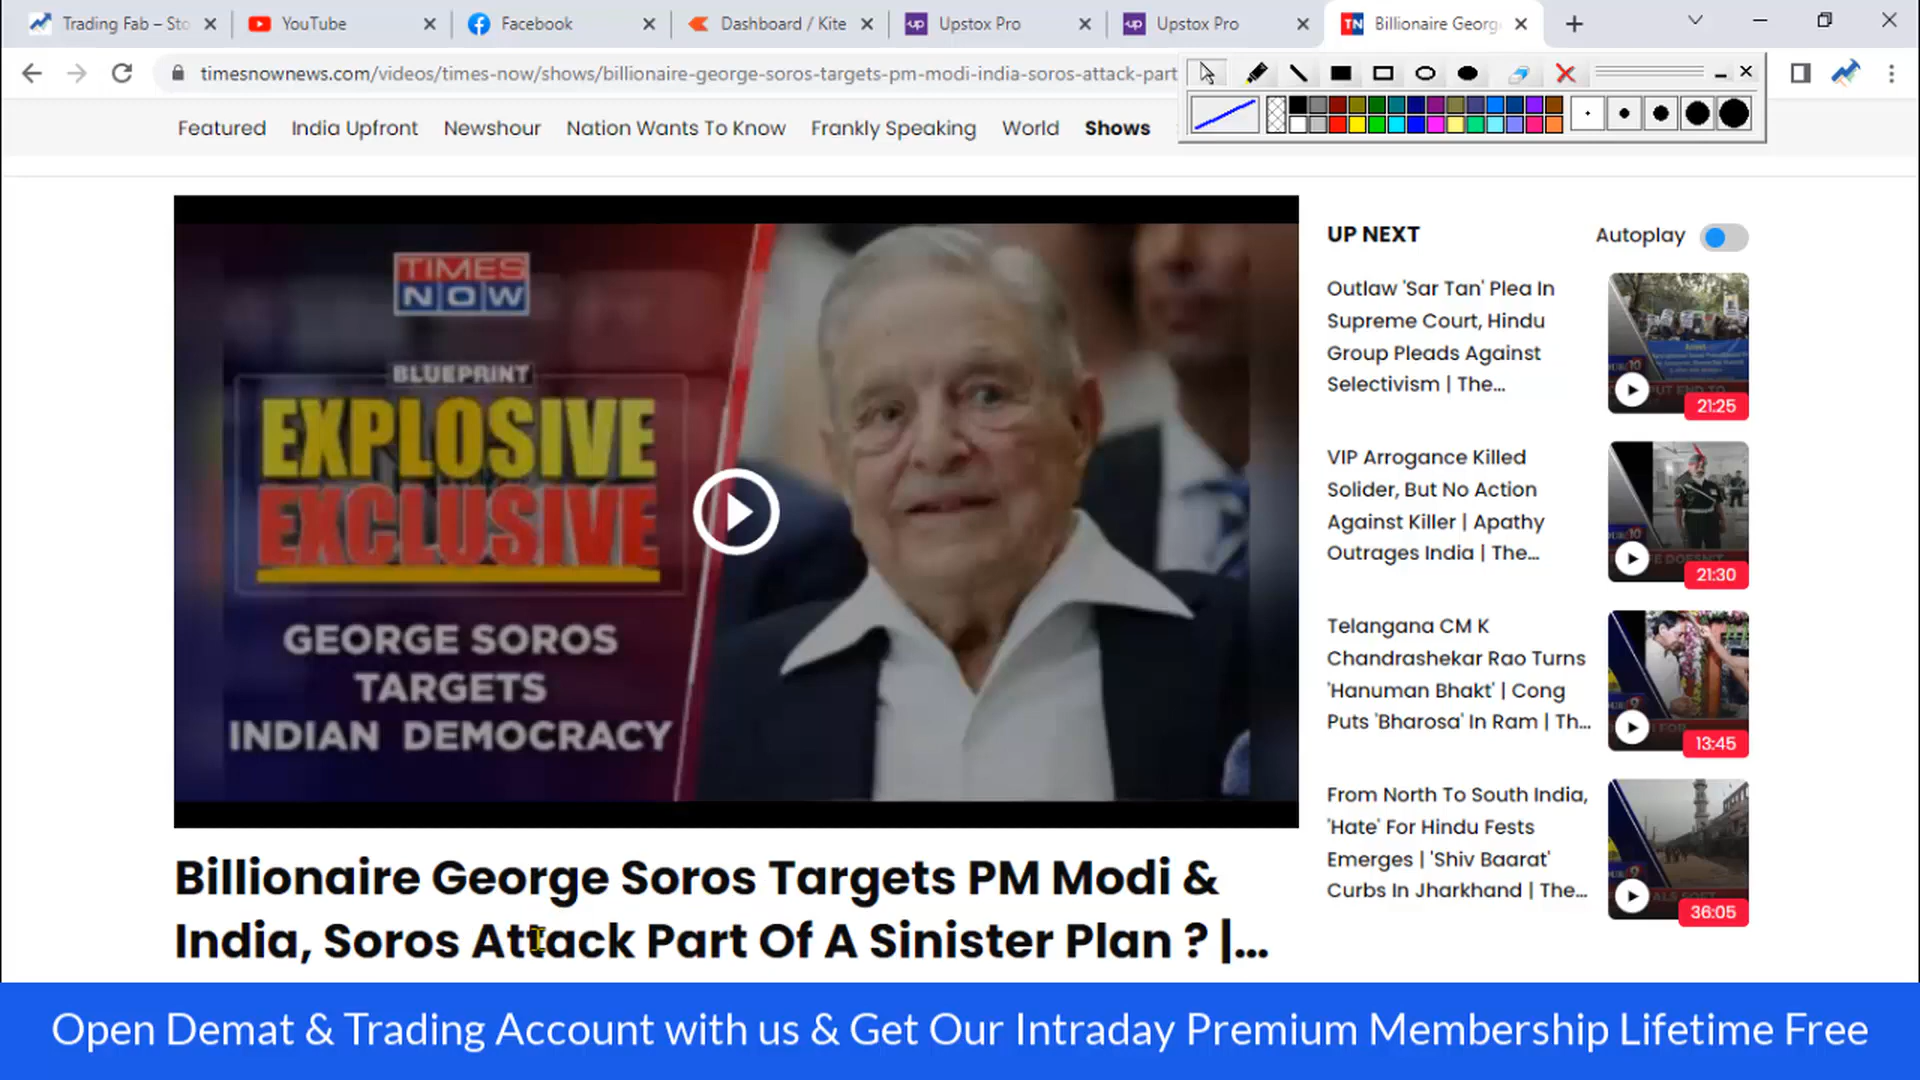 Trading Fab – Sto
YouTube
Facebook
Dashboard / Kite
Upstox Pro
Upstox Pro
Billionaire Georg
timesnownews.com/videos/times-now/shows/billionaire-george-soros-targets-pm-modi-india-soros-attack-part
Featured
India Upfront
Newshour
Nation Wants To Know
Frankly Speaking
World
Shows
TIMES
NOW
BLUEPRINT
EXPLOSIVE
EXCLUSIVE
GEORGE SOROS
TARGETS
INDIAN DEMOCRACY
Billionaire George Soros Targets PM Modi &
India, Soros Attack Part Of A Sinister Plan ? |...
UP NEXT
Autoplay
Outlaw 'Sar Tan' Plea In
Supreme Court, Hindu
Group Pleads Against
Selectivism | The...
21:25
VIP Arrogance Killed
Solider, But No Action
Against Killer | Apathy
Outrages India | The...
21:30
Telangana CM K
Chandrashekar Rao Turns
'Hanuman Bhakt' | Cong
Puts 'Bharosa' In Ram | Th...
13:45
From North To South India,
'Hate' For Hindu Fests
Emerges | 'Shiv Baarat'
Curbs In Jharkhand | The...
36:05
Open Demat & Trading Account with us & Get Our Intraday Premium Membership Lifetime Free